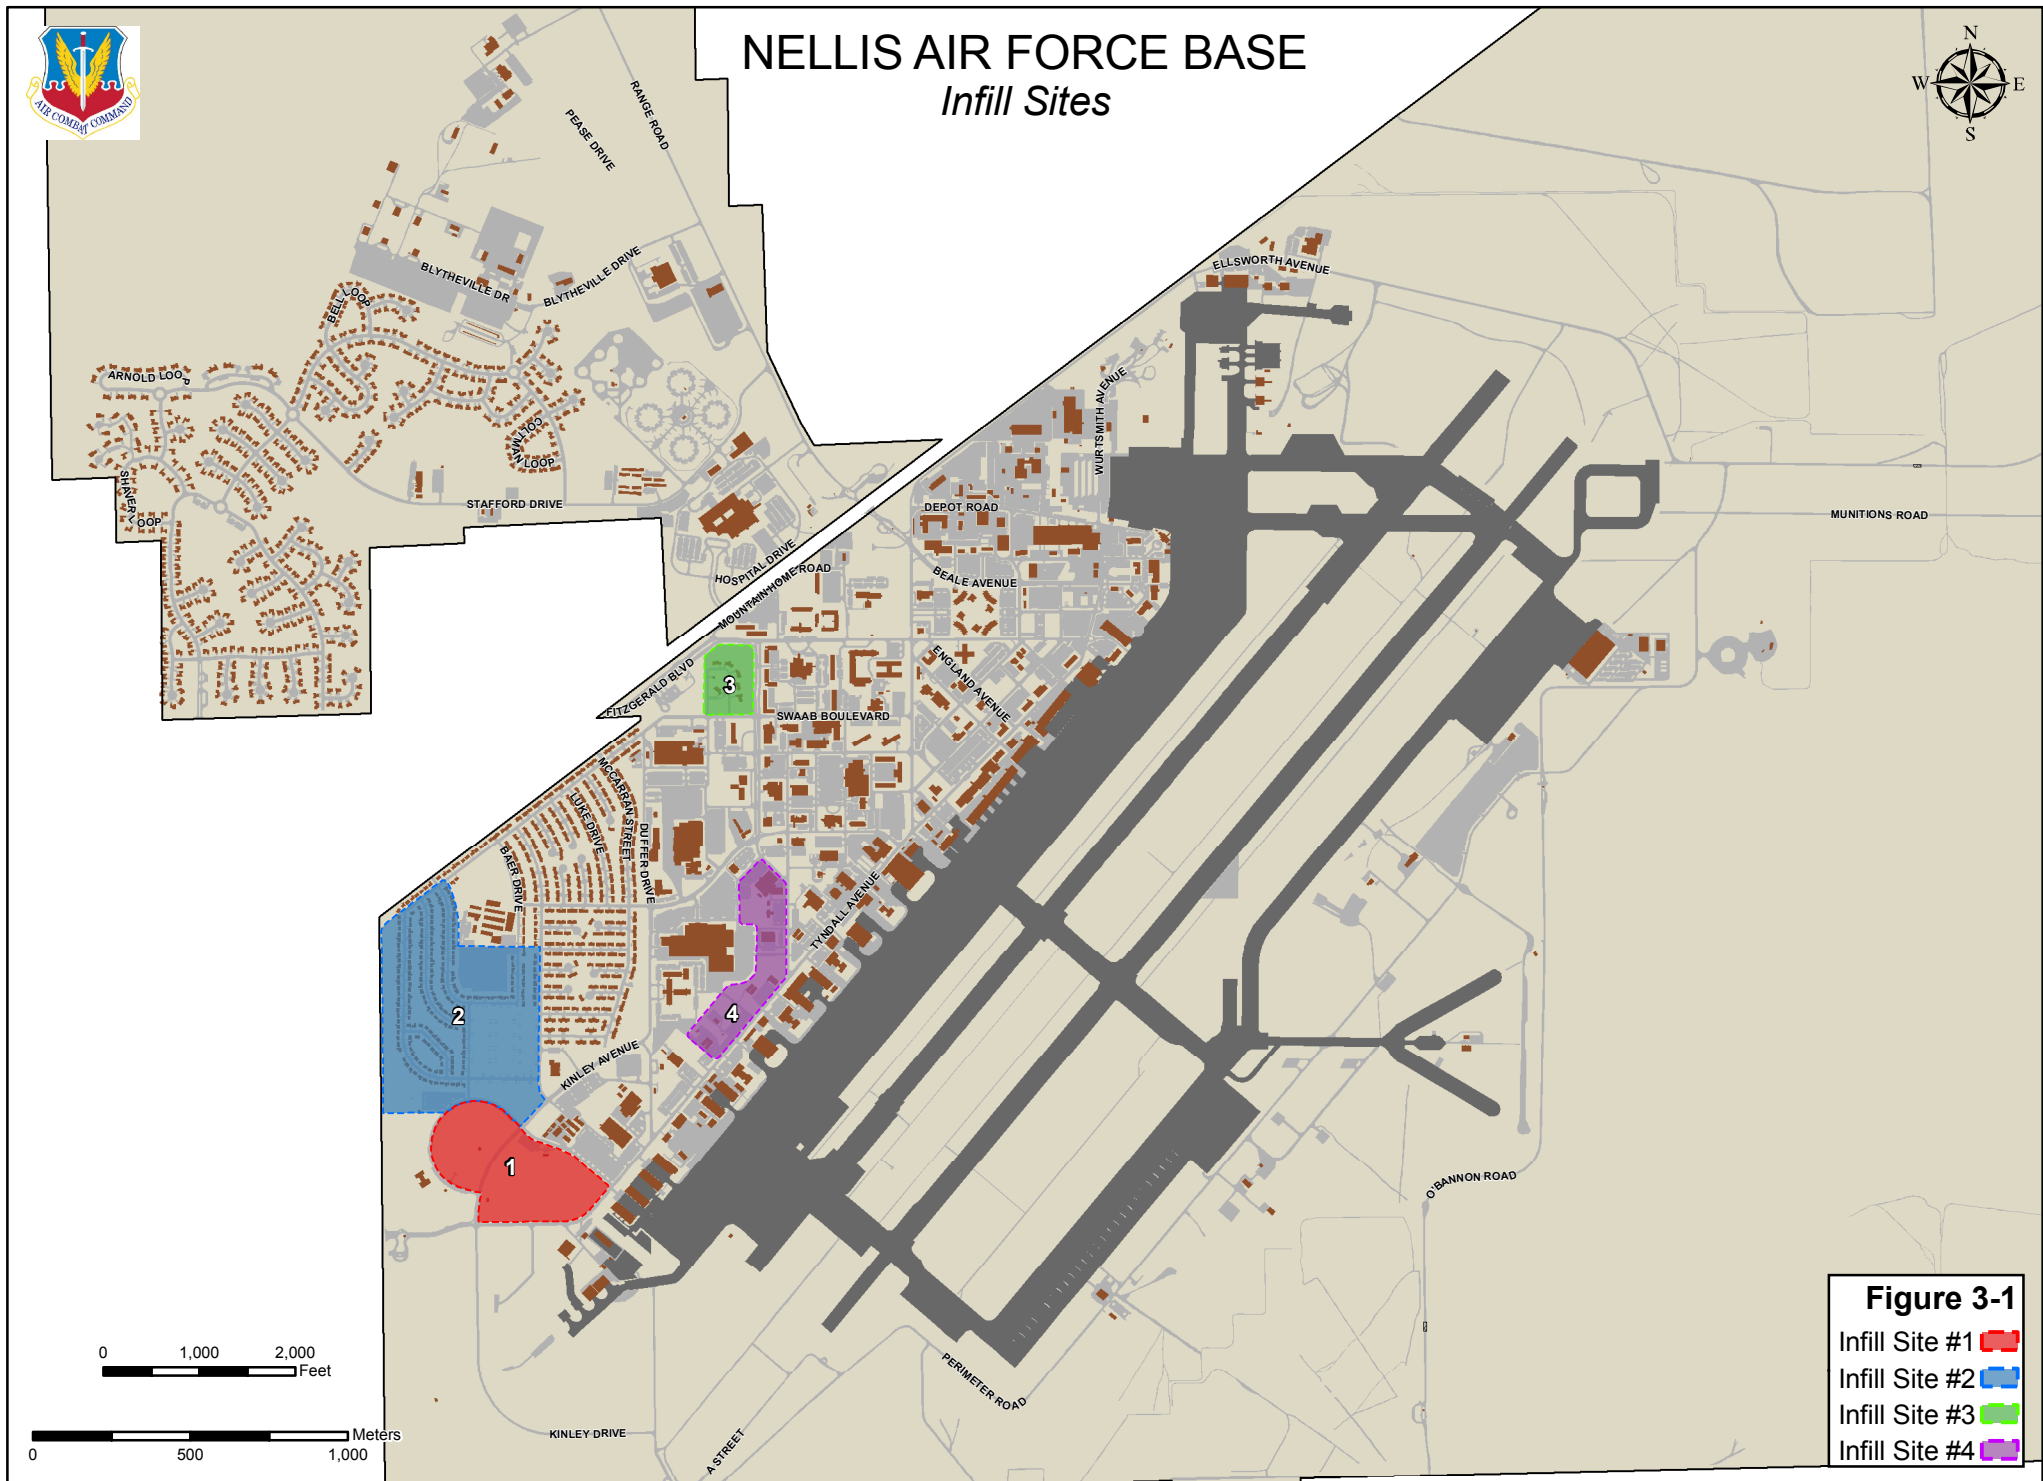 NELLIS AIR FORCE BASE
Infill Sites
AIR COMBAT COMMAND
N
W
E
S
RANGE ROAD
PEASE DRIVE
BLYTHEVILLE DR
BLYTHEVILLE DRIVE
BELL LOOP
ARNOLD LOOP
COLTMAN LOOP
SHAVER LOOP
STAFFORD DRIVE
HOSPITAL DRIVE
MOUNTAIN HOME ROAD
ELLSWORTH AVENUE
WURTSMITH AVENUE
DEPOT ROAD
BEALE AVENUE
MUNITIONS ROAD
ENGLAND AVENUE
FITZGERALD BLVD
3
SWAAB BOULEVARD
MCCARRAN STREET
LUKE DRIVE
DUFFER DRIVE
BAER DRIVE
TYNDALL AVENUE
2
4
KINLEY AVENUE
1
O'BANNON ROAD
PERIMETER ROAD
KINLEY DRIVE
A STREET
0 1,000 2,000
Feet
Meters
0 500 1,000
Figure 3-1
Infill Site #1
Infill Site #2
Infill Site #3
Infill Site #4